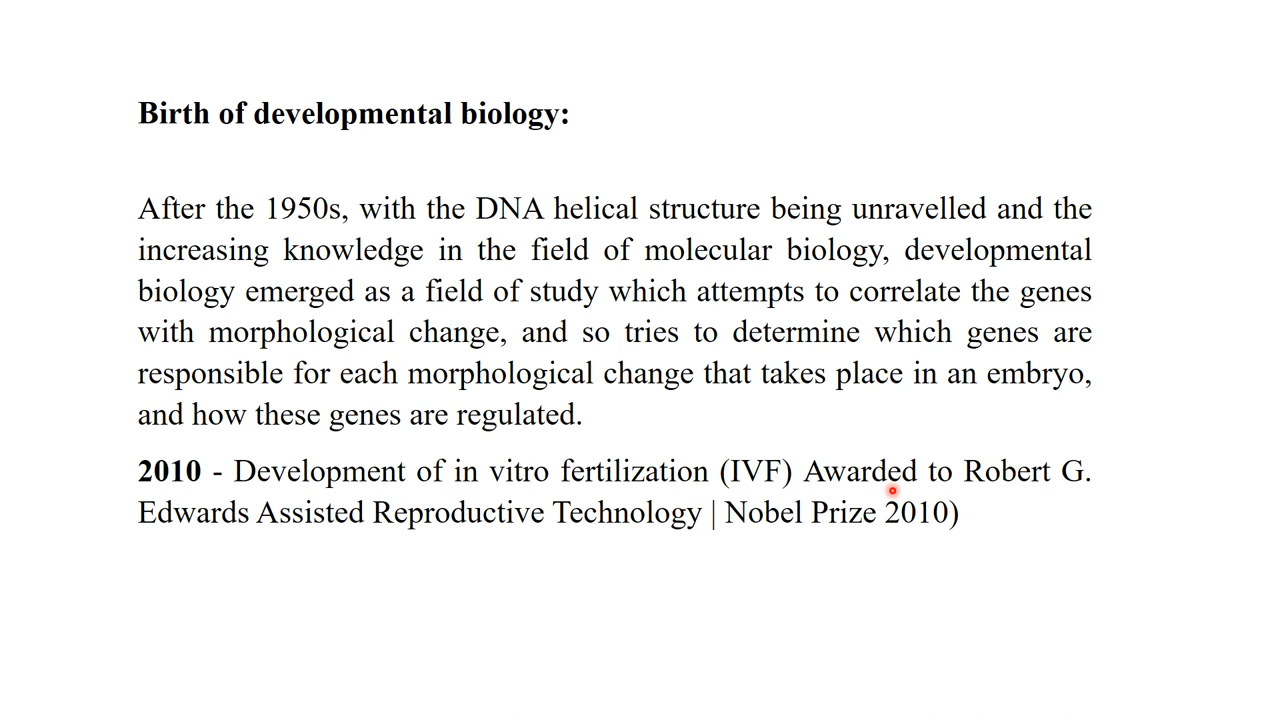 Birth of developmental biology:
After the 1950s, with the DNA helical structure being unravelled and the
increasing knowledge in the field of molecular biology, developmental
biology emerged as a field of study which attempts to correlate the genes
with morphological change, and so tries to determine which genes are
responsible for each morphological change that takes place in an embryo,
and how these genes are regulated.
2010 - Development of in vitro fertilization (IVF) Awarded to Robert G.
Edwards Assisted Reproductive Technology | Nobel Prize 2010)